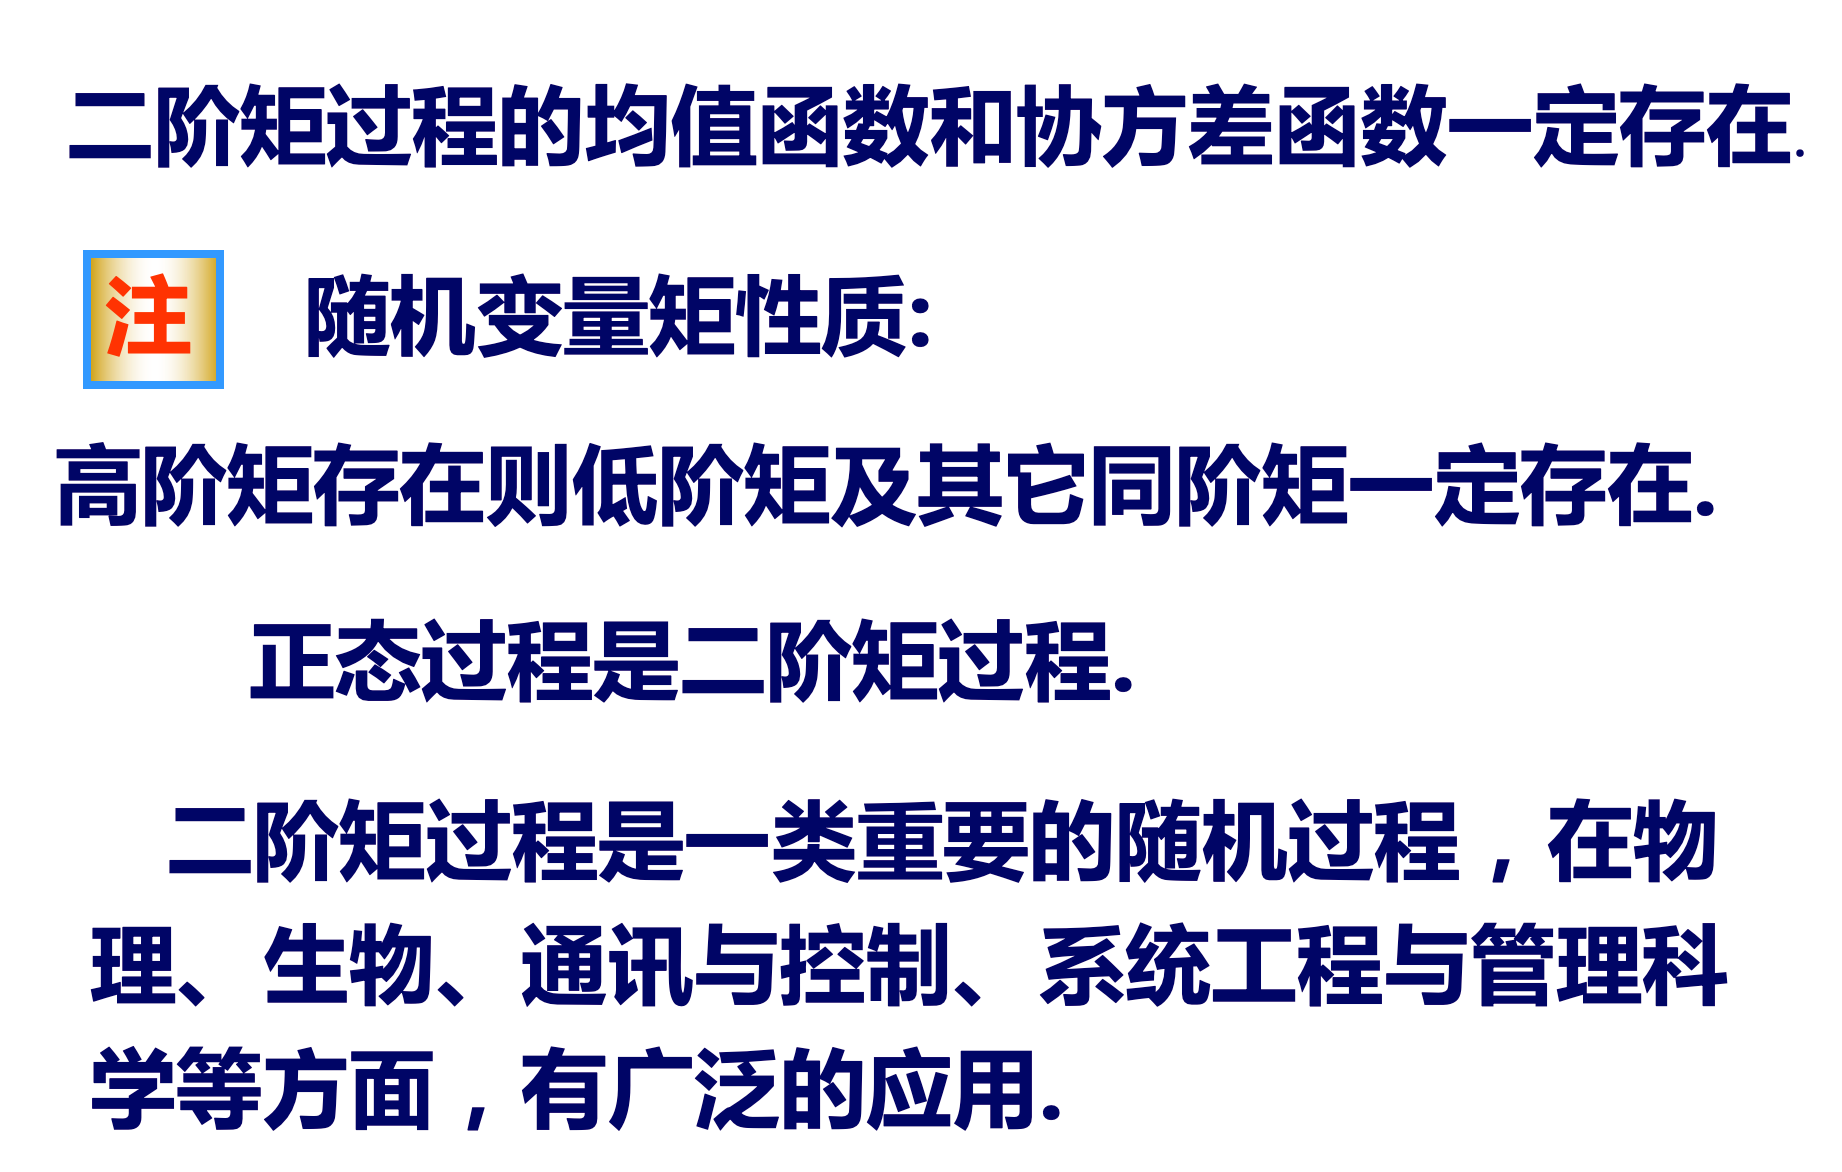 二阶矩过程的均值函数和协方差函数一定存在.
注 随机变量矩性质:
高阶矩存在则低阶矩及其它同阶矩一定存在.
正态过程是二阶矩过程.
二阶矩过程是一类重要的随机过程，在物
理、生物、通讯与控制、系统工程与管理科
学等方面，有广泛的应用.